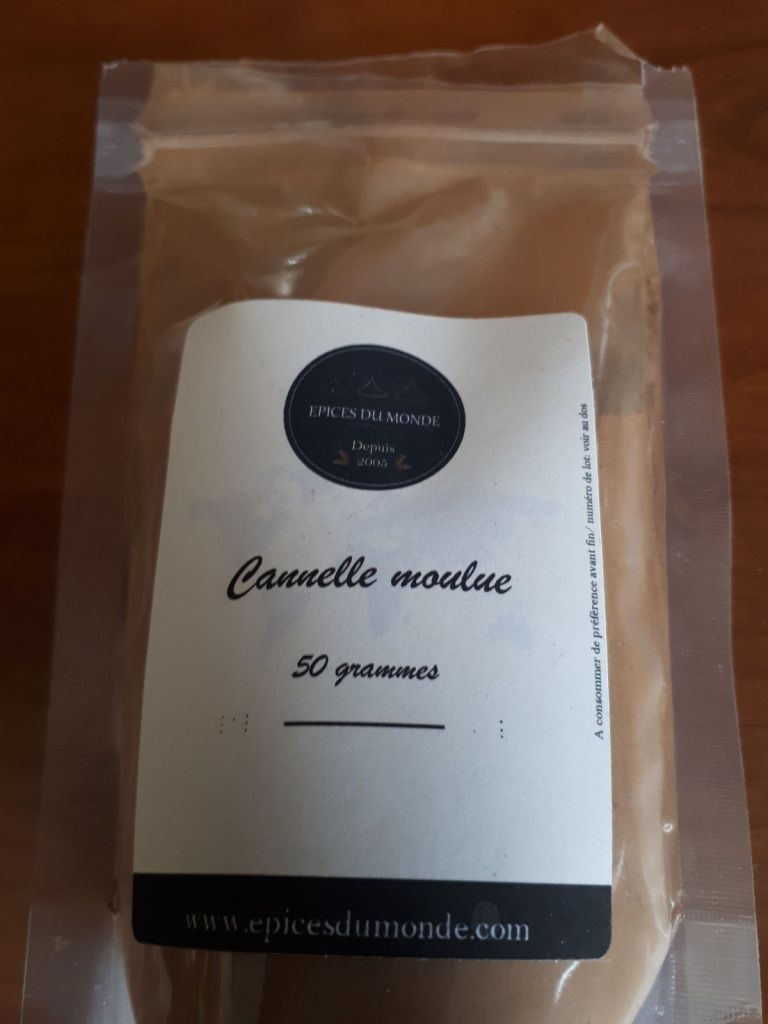 EPICES DU MONDE
Depuis
2005
Cannelle moulue
50 grammes
A consommer de préférence avant fin/ numéro de lot: voir au dos
www.epicesdumonde.com